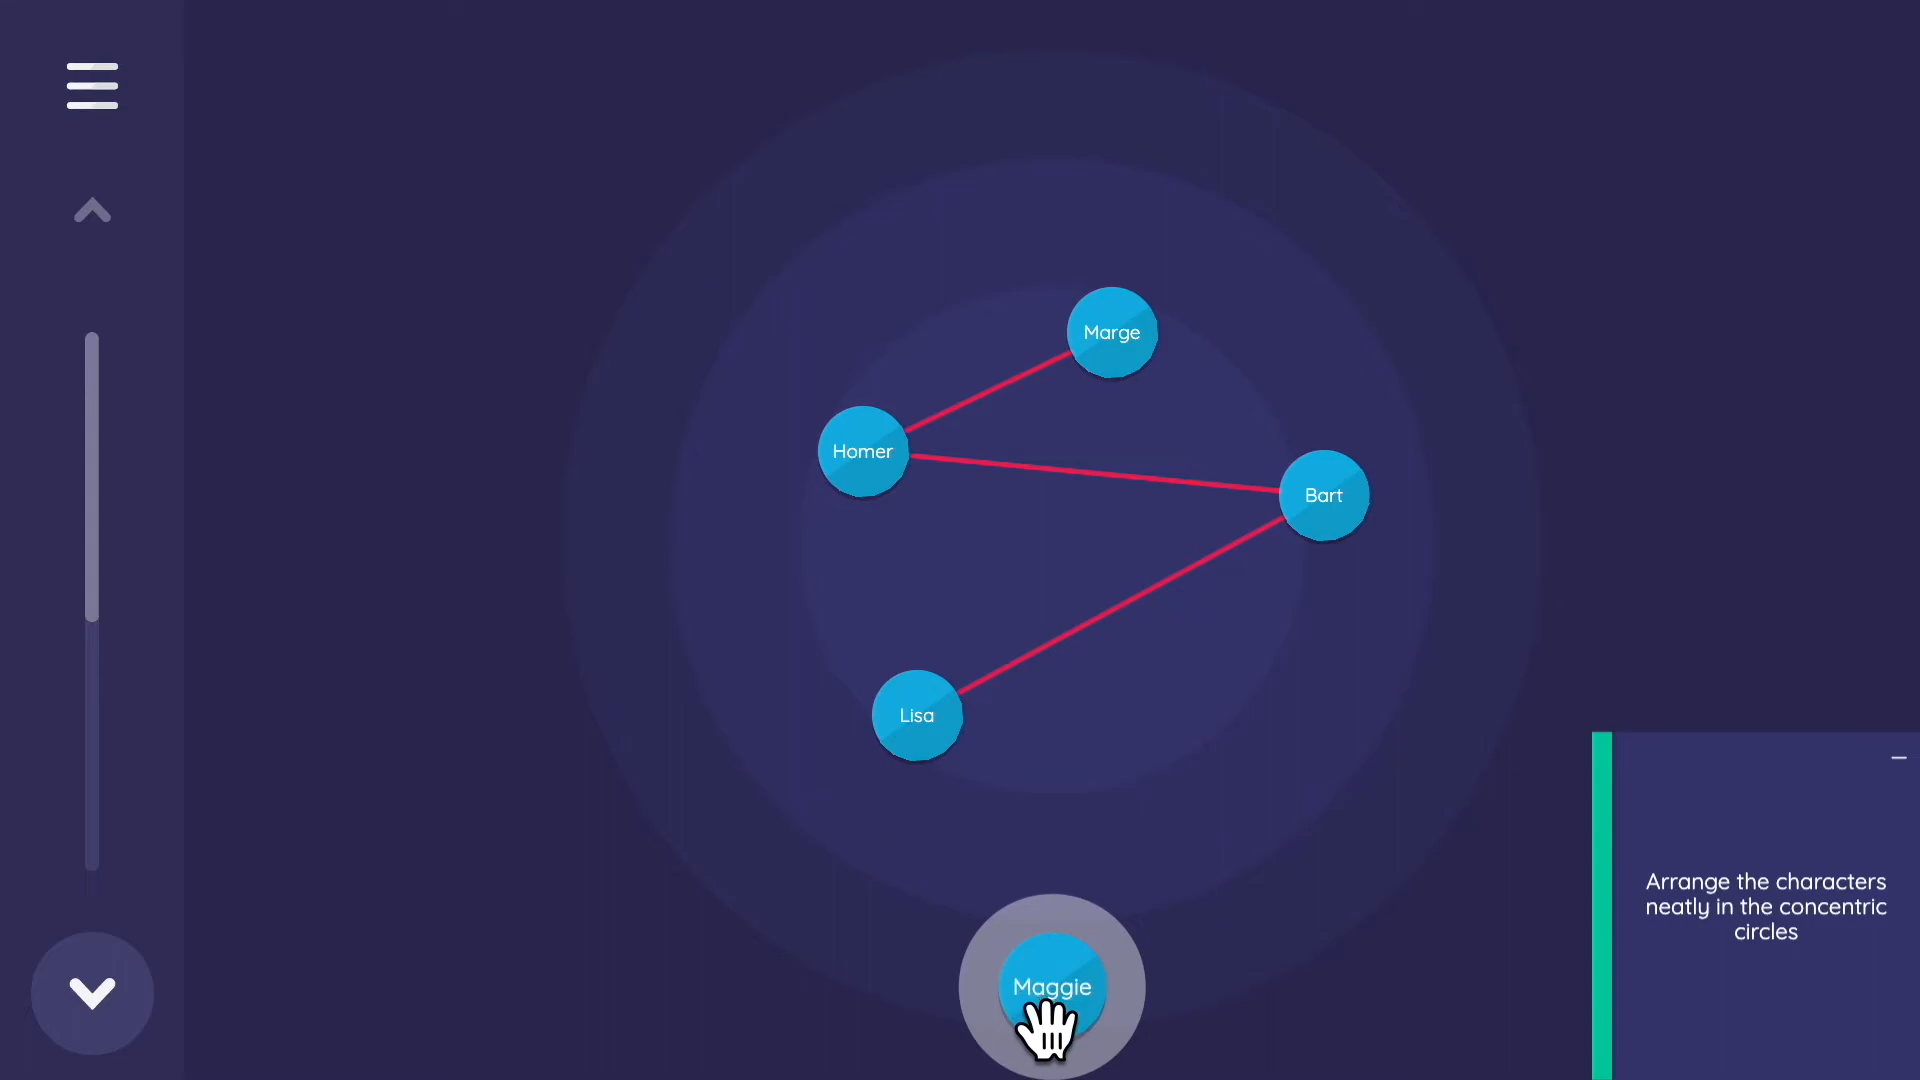 Marge
Homer
Bart
Lisa
Maggie
Arrange the characters
neatly in the concentric
circles